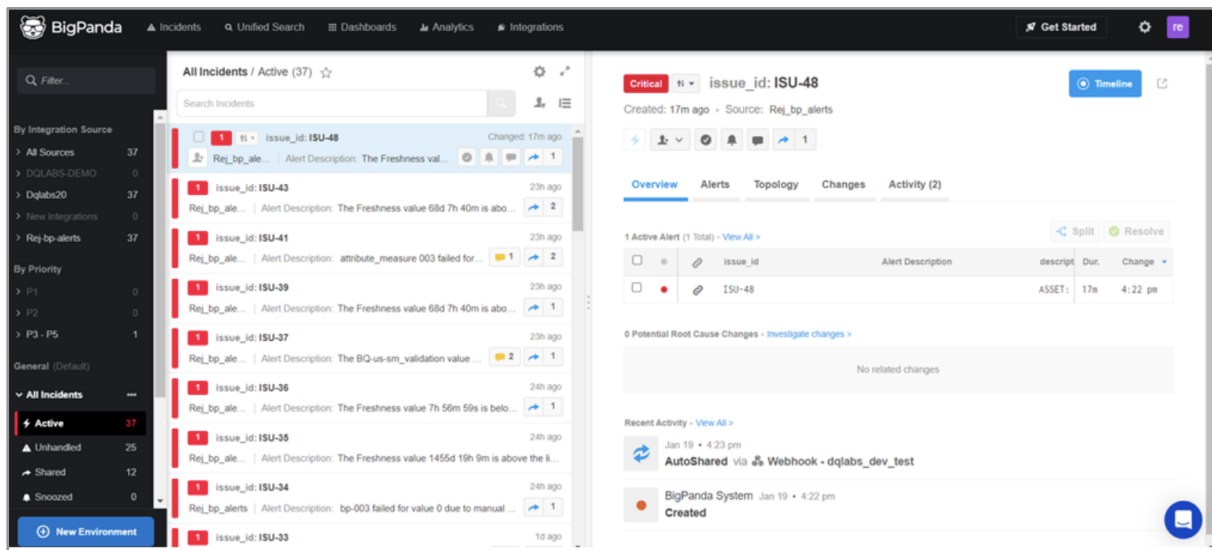 BigPanda
Incidents
Unified Search
Dashboards
Analytics
Integrations
Get Started
re
Filter...
By Integration Source
All Sources 37
DQLABS-DEMO 0
Dqlabs20 37
New Integrations 0
Rej-bp-alerts 37
By Priority
P1 0
P2 0
P3 - P5 1
General (Default)
All Incidents
Active 37
Unhandled 25
Shared 12
Snoozed 0
New Environment
All Incidents / Active (37)
Search Incidents
1 issue_id: ISU-48 Changed: 17m ago
Rej_bp_ale... | Alert Description: The Freshness val... 1
1 issue_id: ISU-43 23h ago
Rej_bp_ale... | Alert Description: The Freshness value 68d 7h 40m is abo... 2
1 issue_id: ISU-41 23h ago
Rej_bp_ale... | Alert Description: attribute_measure 003 failed for... 1 2
1 issue_id: ISU-39 23h ago
Rej_bp_ale... | Alert Description: The Freshness value 68d 7h 40m is abo... 1
1 issue_id: ISU-37 23h ago
Rej_bp_ale... | Alert Description: The BQ-us-sm_validation value ... 2 1
1 issue_id: ISU-36 24h ago
Rej_bp_ale... | Alert Description: The Freshness value 7h 56m 59s is belo... 1
1 issue_id: ISU-35 24h ago
Rej_bp_ale... | Alert Description: The Freshness value 1455d 19h 9m is above the li...
1 issue_id: ISU-34 24h ago
Rej_bp_alerts | Alert Description: bp-003 failed for value 0 due to manual ... 1
1 issue_id: ISU-33 1d ago
Critical issue_id: ISU-48
Timeline
Created: 17m ago - Source: Rej_bp_alerts
1
Overview Alerts Topology Changes Activity (2)
1 Active Alert (1 Total) - View All >
Split Resolve
issue_id Alert Description descript Dur. Change
ISU-48 ASSET: 17m 4:22 pm
0 Potential Root Cause Changes - Investigate changes >
No related changes
Recent Activity - View All >
Jan 19 • 4:23 pm
AutoShared via Webhook - dqlabs_dev_test
BigPanda System Jan 19 • 4:22 pm
Created